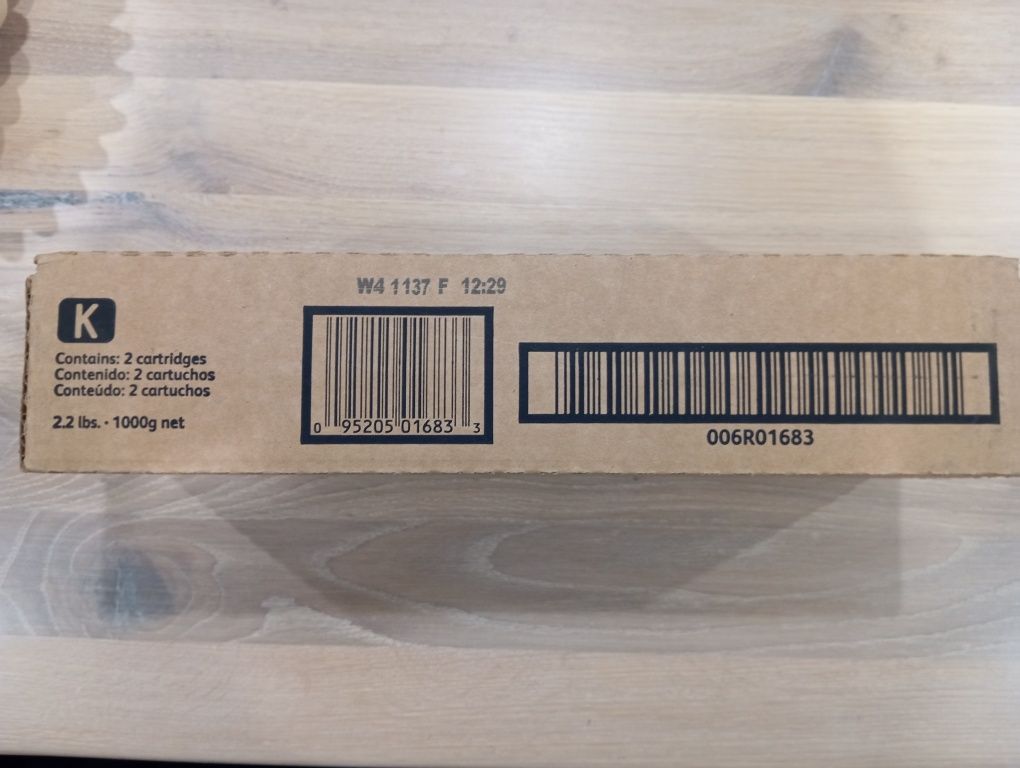 W4 1137 F 12:29
K
Contains: 2 cartridges
Contenido: 2 cartuchos
Conteúdo: 2 cartuchos
2.2 lbs. · 1000g net
0 95205 01683 3
006R01683